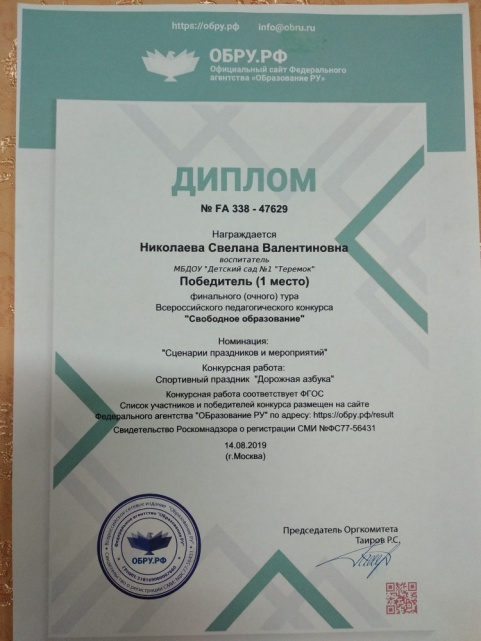 https://обру.рф info@obru.ru
ОБРУ.РФ
Официальный сайт Федерального
агентства «Образование РУ»
ДИПЛОМ
№ FA 338 - 47629
Награждается
Николаева Свелана Валентиновна
воспитатель
МБДОУ "Детский сад №1 "Теремок"
Победитель (1 место)
финального (очного) тура
Всероссийского педагогического конкурса
"Свободное образование"
Номинация:
"Сценарии праздников и мероприятий"
Конкурсная работа:
Спортивный праздник "Дорожная азбука"
Конкурсная работа соответствует ФГОС
Список участников и победителей конкурса размещен на сайте
Федерального агентства "Образование РУ" по адресу: https://обру.рф/result
Свидетельство Роскомнадзора о регистрации СМИ №ФС77-56431
14.08.2019
(г.Москва)
Председатель Оргкомитета
Таиров Р.С,
ОБРУ.РФ